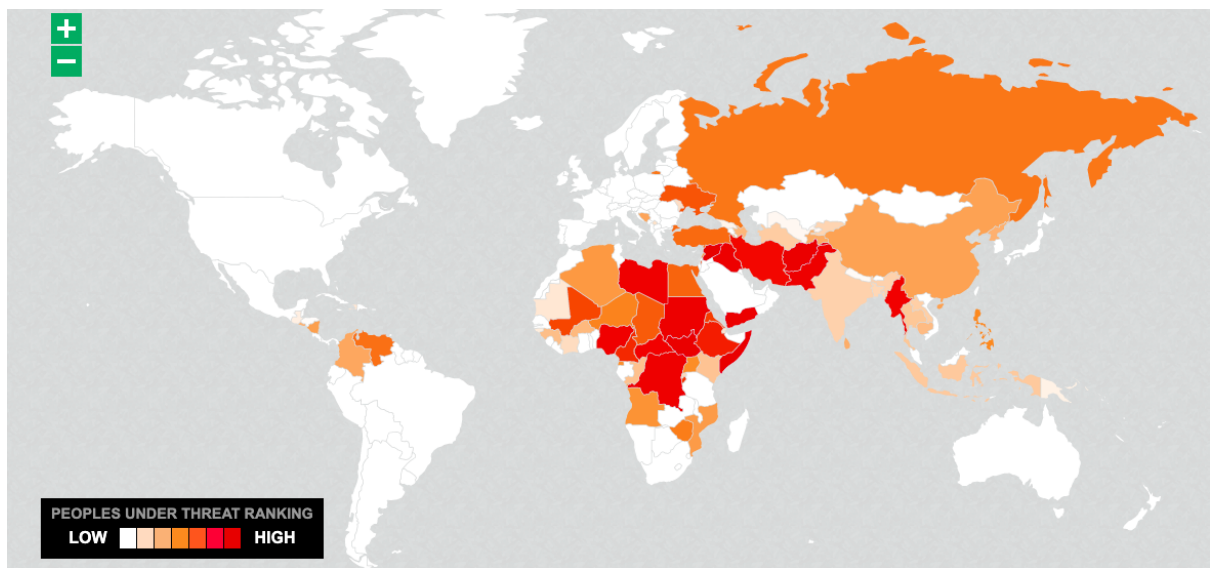 +
−
PEOPLES UNDER THREAT RANKING
LOW HIGH